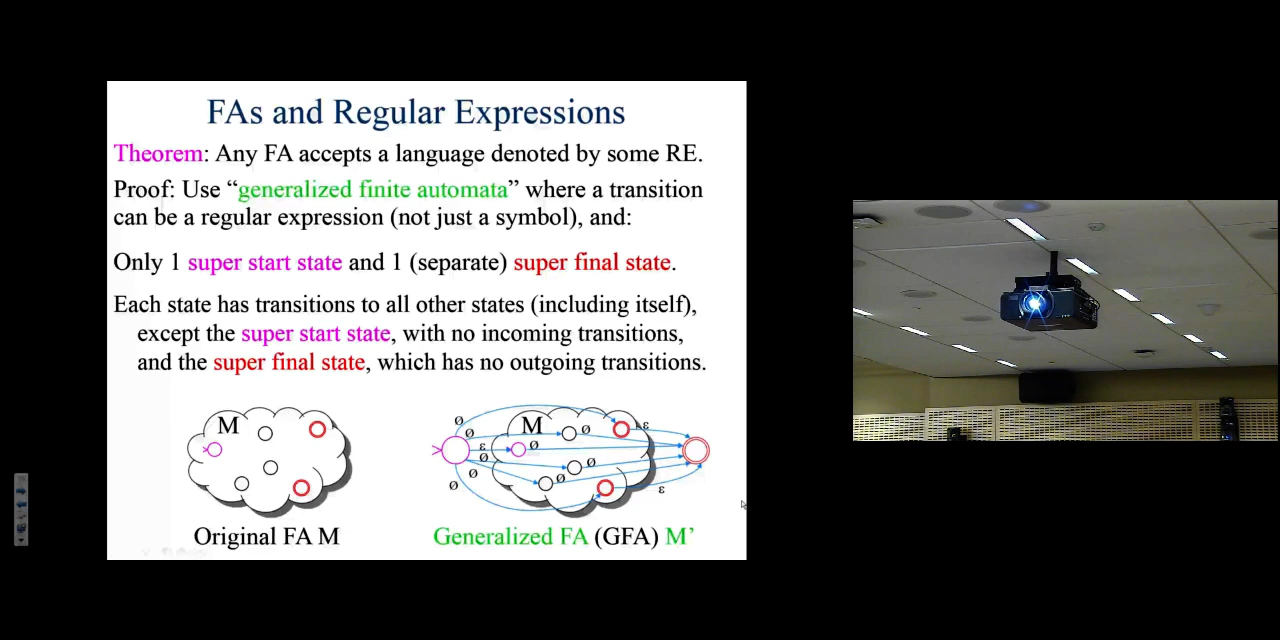 FAs and Regular Expressions
Theorem: Any FA accepts a language denoted by some RE.
Proof: Use “generalized finite automata” where a transition
can be a regular expression (not just a symbol), and:
Only 1 super start state and 1 (separate) super final state.
Each state has transitions to all other states (including itself),
except the super start state, with no incoming transitions,
and the super final state, which has no outgoing transitions.
M
Original FA M
Ø
Ø
M
Ø
ε
ε
Ø
Ø
Ø
Ø
Ø
Ø
ε
Generalized FA (GFA) M’